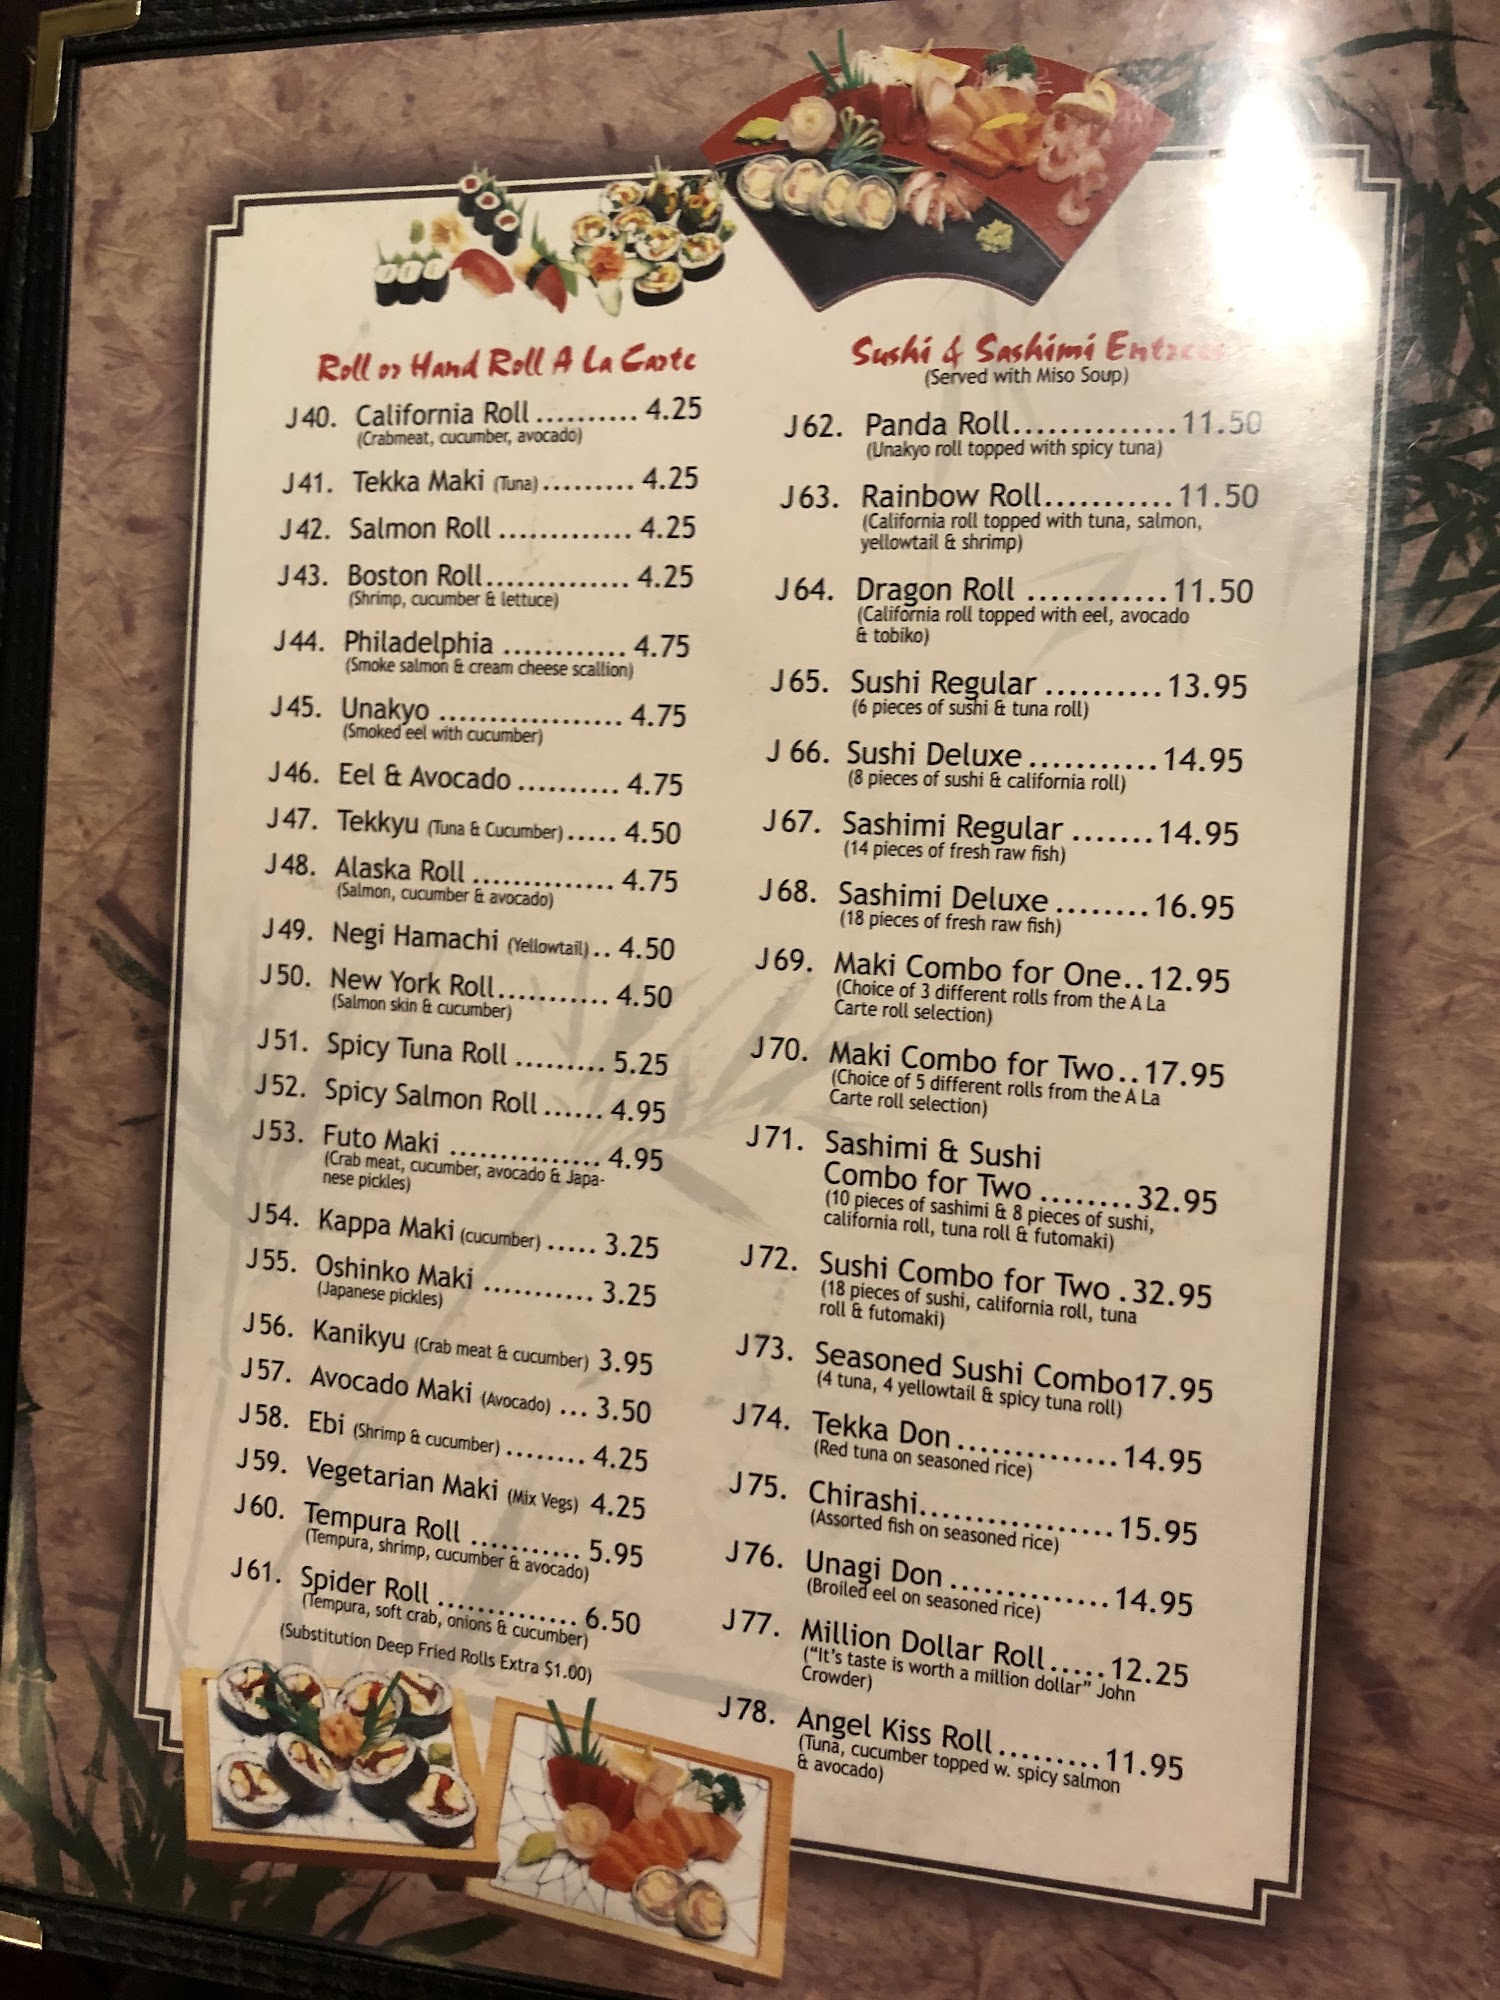 Roll or Hand Roll A La Carte
J40. California Roll .......... 4.25
(Crabmeat, cucumber, avocado)
J41. Tekka Maki (Tuna) ......... 4.25
J42. Salmon Roll ............. 4.25
J43. Boston Roll.............. 4.25
(Shrimp, cucumber & lettuce)
J44. Philadelphia ............ 4.75
(Smoke salmon & cream cheese scallion)
J45. Unakyo .................. 4.75
(Smoked eel with cucumber)
J46. Eel & Avocado .......... 4.75
J47. Tekkyu (Tuna & Cucumber)..... 4.50
J48. Alaska Roll .............. 4.75
(Salmon, cucumber & avocado)
J49. Negi Hamachi (Yellowtail).. 4.50
J50. New York Roll........... 4.50
(Salmon skin & cucumber)
J51. Spicy Tuna Roll ......... 5.25
J52. Spicy Salmon Roll ...... 4.95
J53. Futo Maki ............... 4.95
(Crab meat, cucumber, avocado & Japa-
nese pickles)
J54. Kappa Maki (cucumber) ..... 3.25
J55. Oshinko Maki ........... 3.25
(Japanese pickles)
J56. Kanikyu (Crab meat & cucumber) 3.95
J57. Avocado Maki (Avocado) ... 3.50
J58. Ebi (Shrimp & cucumber) ........ 4.25
J59. Vegetarian Maki (Mix Vegs) 4.25
J60. Tempura Roll ........... 5.95
(Tempura, shrimp, cucumber & avocado)
J61. Spider Roll .............. 6.50
(Tempura, soft crab, onions & cucumber)
(Substitution Deep Fried Rolls Extra $1.00)
Sushi & Sashimi Entrees
(Served with Miso Soup)
J62. Panda Roll.............. 11.50
(Unakyo roll topped with spicy tuna)
J63. Rainbow Roll........... 11.50
(California roll topped with tuna, salmon,
yellowtail & shrimp)
J64. Dragon Roll ............ 11.50
(California roll topped with eel, avocado
& tobiko)
J65. Sushi Regular .......... 13.95
(6 pieces of sushi & tuna roll)
J 66. Sushi Deluxe ........... 14.95
(8 pieces of sushi & california roll)
J67. Sashimi Regular ....... 14.95
(14 pieces of fresh raw fish)
J68. Sashimi Deluxe ........ 16.95
(18 pieces of fresh raw fish)
J69. Maki Combo for One.. 12.95
(Choice of 3 different rolls from the A La
Carte roll selection)
J70. Maki Combo for Two.. 17.95
(Choice of 5 different rolls from the A La
Carte roll selection)
J71. Sashimi & Sushi
Combo for Two ........ 32.95
(10 pieces of sashimi & 8 pieces of sushi,
california roll, tuna roll & futomaki)
J72. Sushi Combo for Two . 32.95
(18 pieces of sushi, california roll, tuna
roll & futomaki)
J73. Seasoned Sushi Combo17.95
(4 tuna, 4 yellowtail & spicy tuna roll)
J74. Tekka Don .............. 14.95
(Red tuna on seasoned rice)
J75. Chirashi................. 15.95
(Assorted fish on seasoned rice)
J76. Unagi Don .............. 14.95
(Broiled eel on seasoned rice)
J77. Million Dollar Roll ..... 12.25
("It's taste is worth a million dollar" John
Crowder)
J78. Angel Kiss Roll ......... 11.95
(Tuna, cucumber topped w. spicy salmon
& avocado)